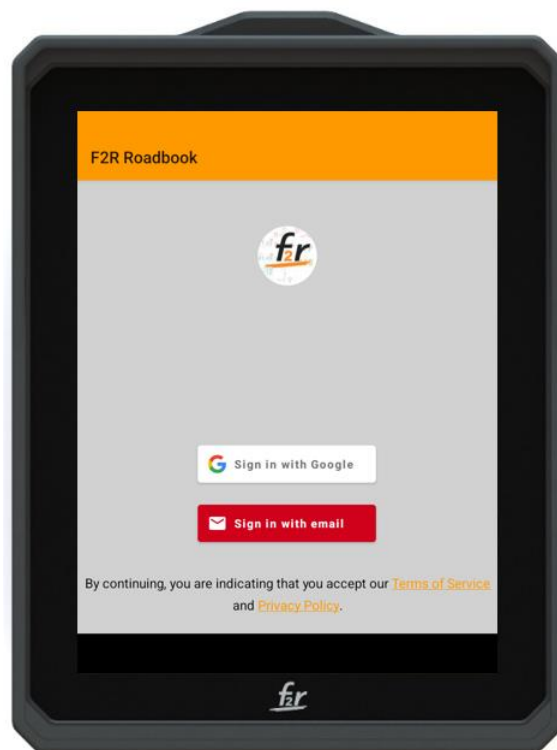 F2R Roadbook
f2r
Sign in with Google
Sign in with email
By continuing, you are indicating that you accept our Terms of Service
and Privacy Policy.
f2r